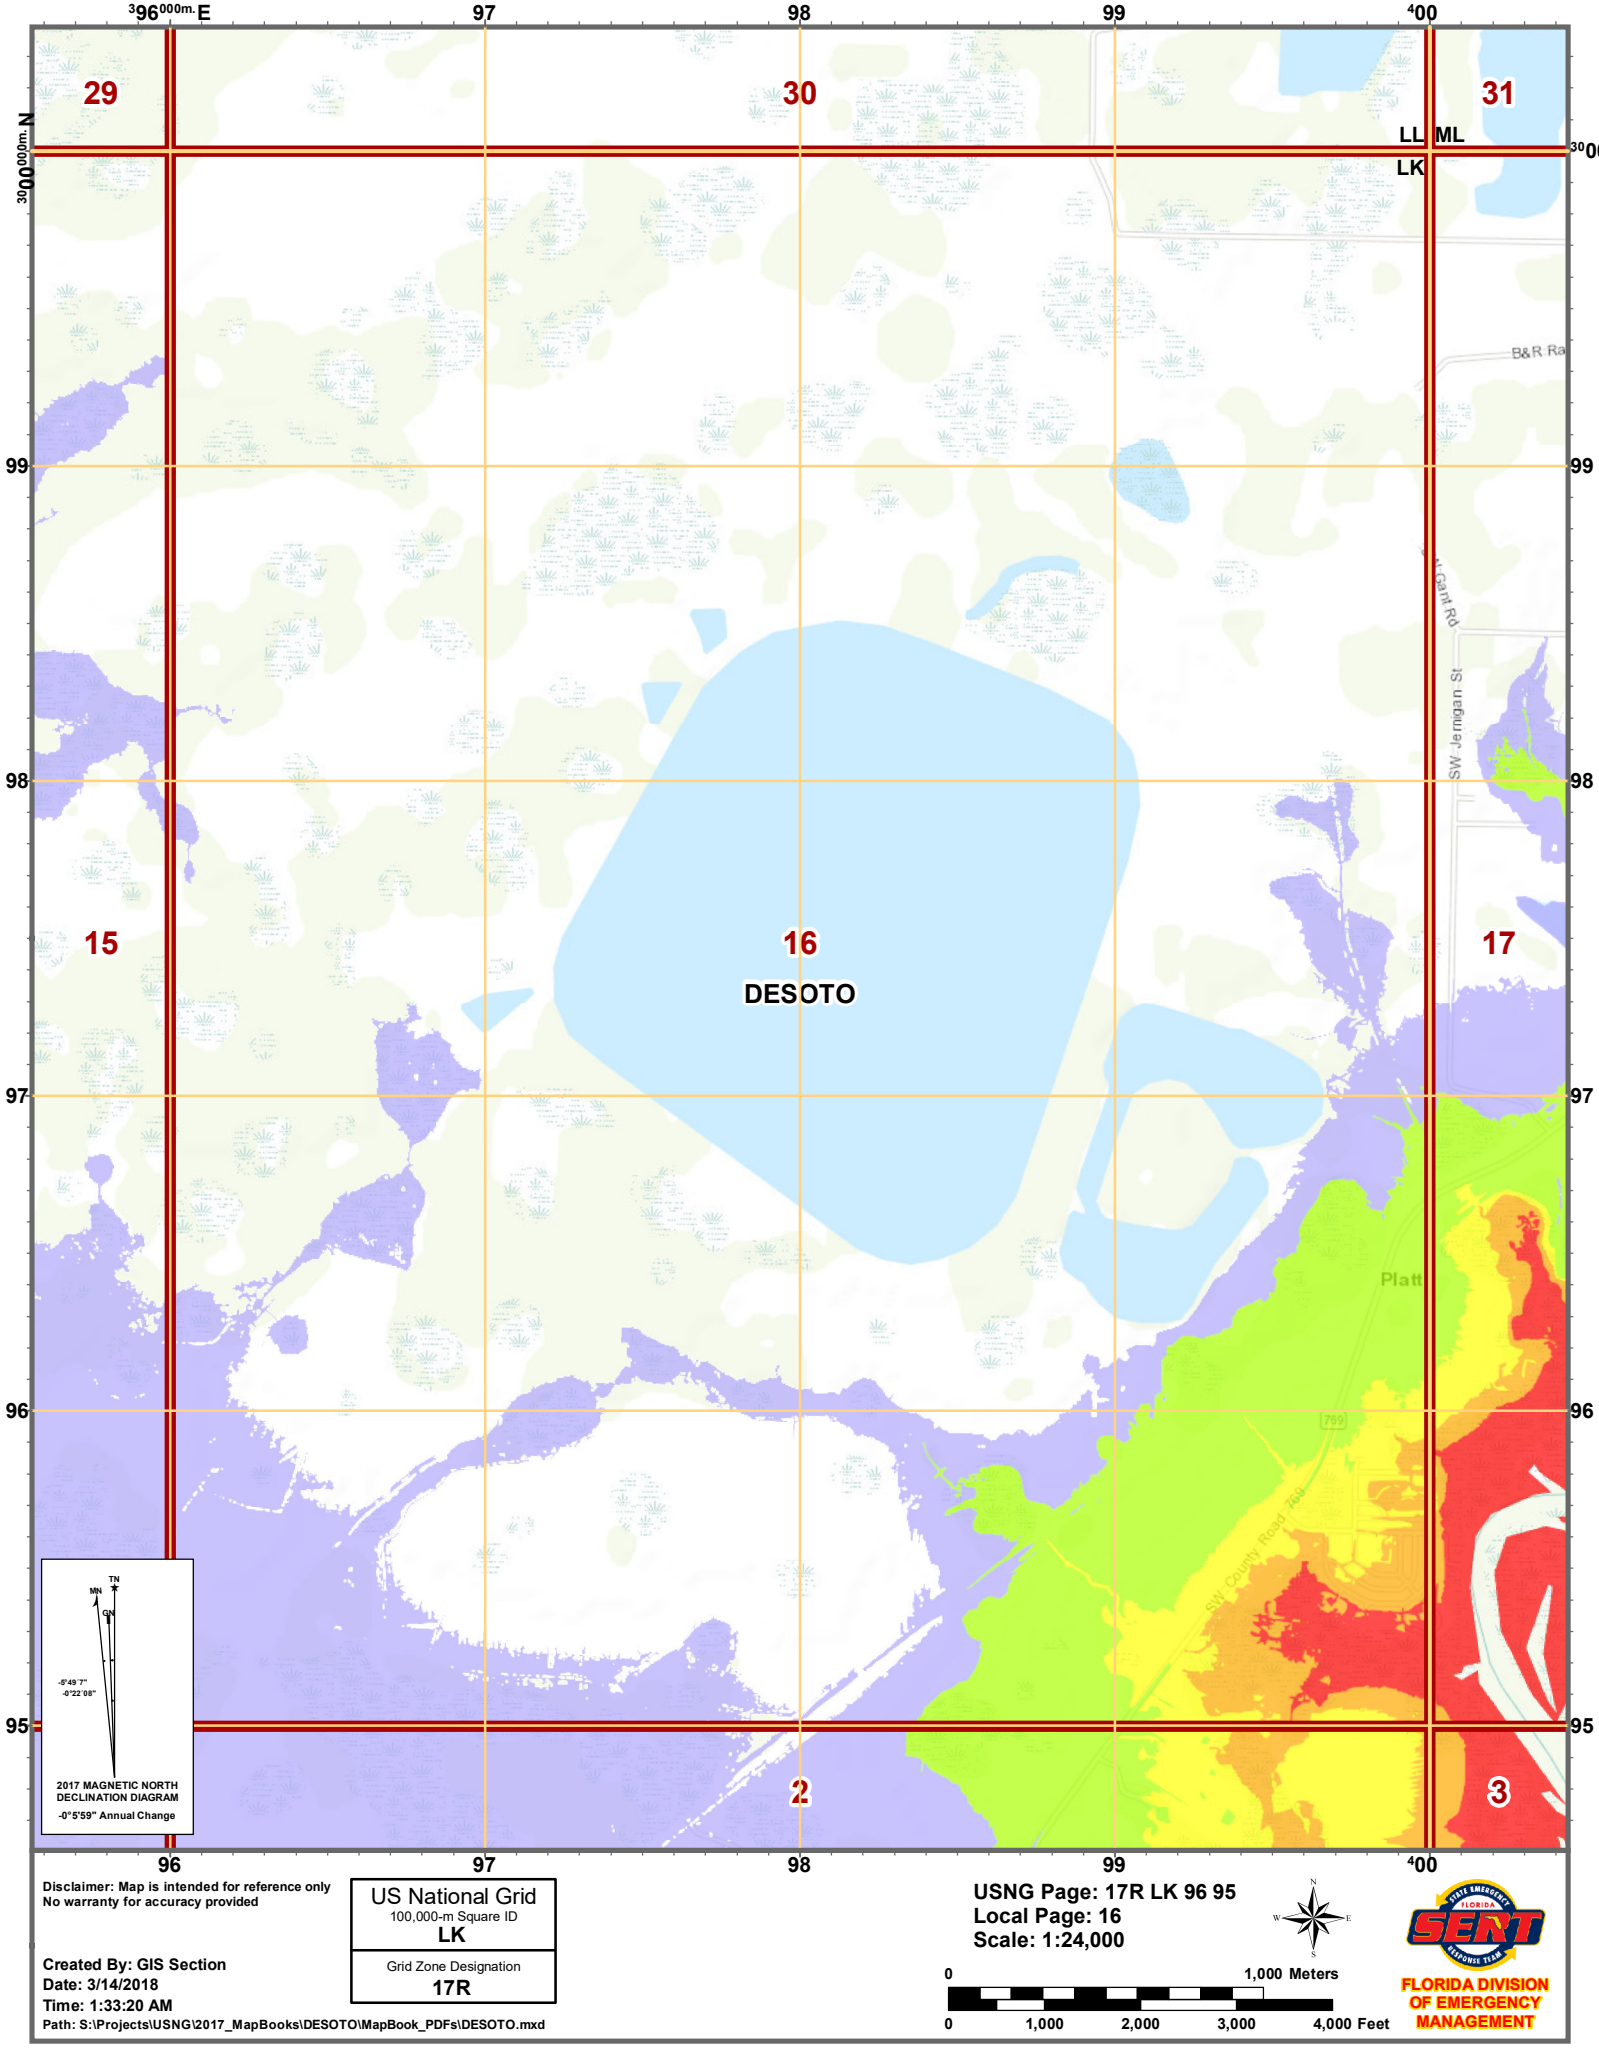 396000m. E 97 98 99 400
29 30 31
3000000m. N
LL ML
LK
B&R Ra
99 99
Gant Rd
SW Jernigan St
98 98
15 16 17
DESOTO
97 97
Platt
96 96
769
SW County Road 769
TN
MN
GN
-5°49'7"
-0°22'08"
2017 MAGNETIC NORTH
DECLINATION DIAGRAM
-0°5'59" Annual Change
95 95
2 3
96 97 98 99 400
Disclaimer: Map is intended for reference only
No warranty for accuracy provided
Created By: GIS Section
Date: 3/14/2018
Time: 1:33:20 AM
Path: S:\Projects\USNG\2017_MapBooks\DESOTO\MapBook_PDFs\DESOTO.mxd
US National Grid
100,000-m Square ID
LK
Grid Zone Designation
17R
USNG Page: 17R LK 96 95
Local Page: 16
Scale: 1:24,000
N
W E
S
0 1,000 Meters
0 1,000 2,000 3,000 4,000 Feet
STATE EMERGENCY
FLORIDA
SERT
RESPONSE TEAM
FLORIDA DIVISION
OF EMERGENCY
MANAGEMENT